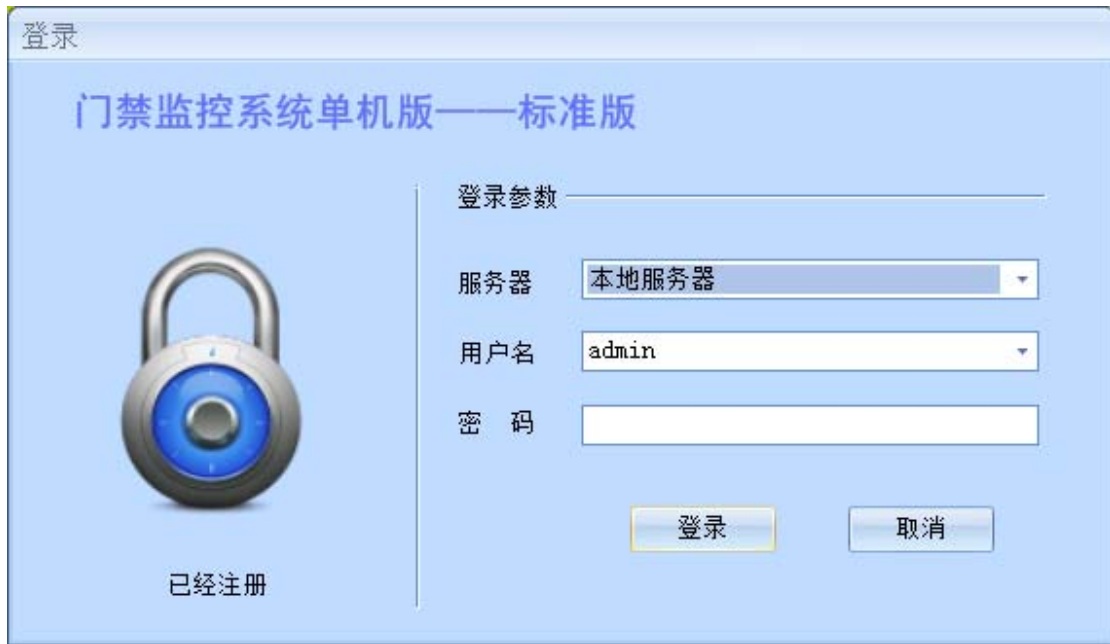 登录
门禁监控系统单机版——标准版
登录参数
服务器 本地服务器
用户名 admin
密 码
登录 取消
已经注册